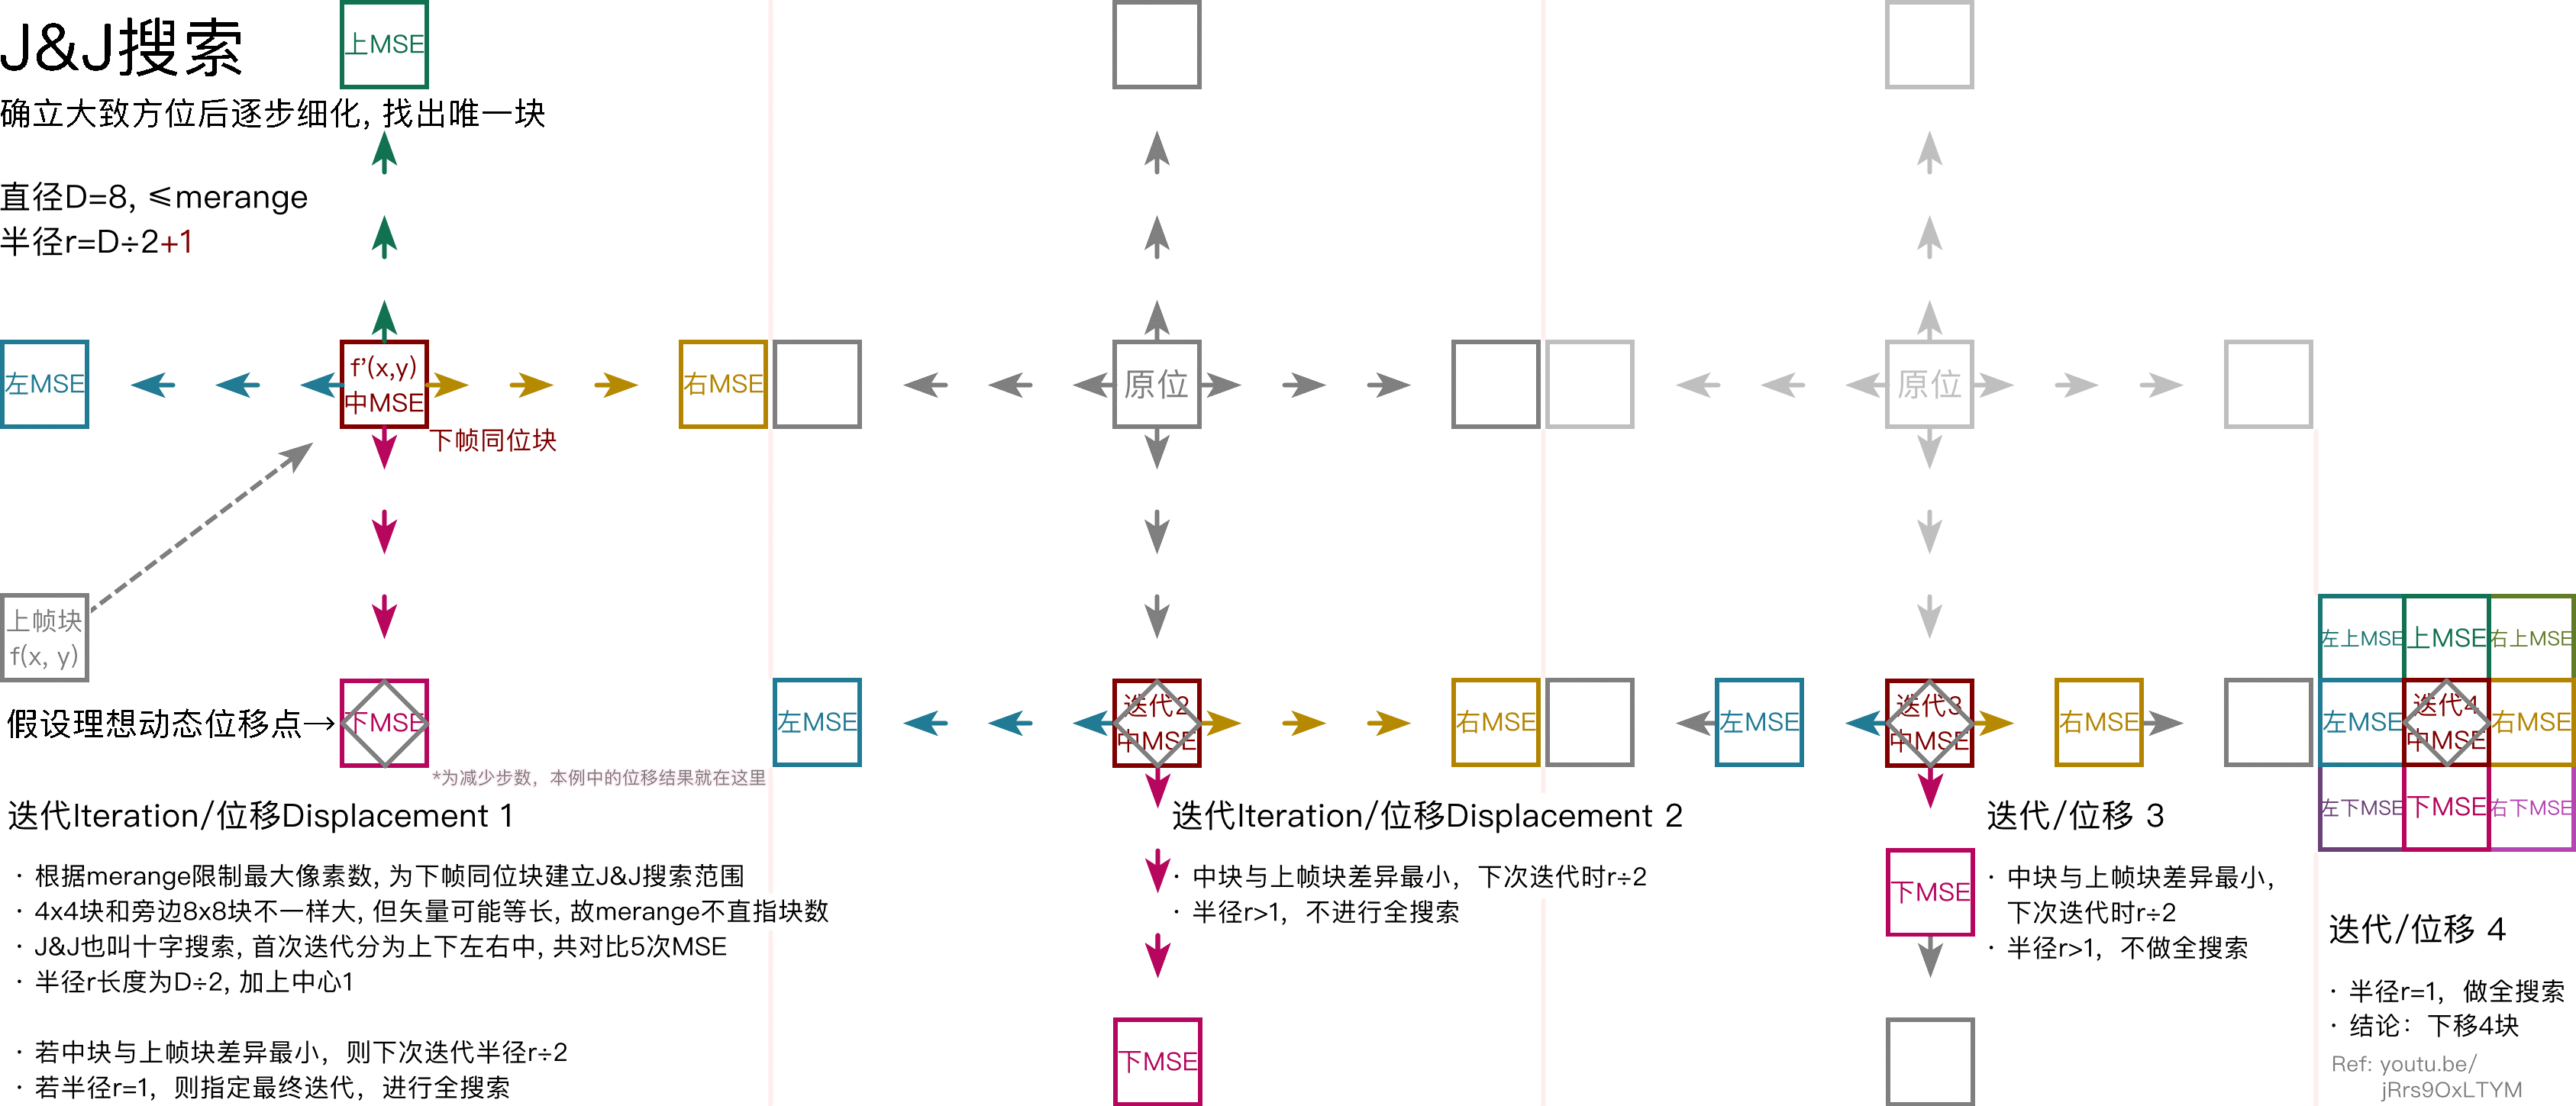 J&J搜索
确立大致方位后逐步细化, 找出唯一块
直径D=8, ≤merange
半径r=D÷2+1
上MSE
左MSE
f'(x,y)
中MSE
右MSE
下帧同位块
上帧块
f(x, y)
假设理想动态位移点→
下MSE
*为减少步数，本例中的位移结果就在这里
迭代Iteration/位移Displacement 1
· 根据merange限制最大像素数, 为下帧同位块建立J&J搜索范围
· 4x4块和旁边8x8块不一样大, 但矢量可能等长, 故merange不直指块数
· J&J也叫十字搜索, 首次迭代分为上下左右中, 共对比5次MSE
· 半径r长度为D÷2, 加上中心1
· 若中块与上帧块差异最小，则下次迭代半径r÷2
· 若半径r=1，则指定最终迭代，进行全搜索
原位
左MSE
迭代2
中MSE
右MSE
迭代Iteration/位移Displacement 2
· 中块与上帧块差异最小，下次迭代时r÷2
· 半径r>1，不进行全搜索
下MSE
原位
左MSE
迭代3
中MSE
右MSE
迭代/位移 3
下MSE
· 中块与上帧块差异最小，
下次迭代时r÷2
· 半径r>1，不做全搜索
左上MSE
上MSE
右上MSE
左MSE
迭代4
中MSE
右MSE
左下MSE
下MSE
右下MSE
迭代/位移 4
· 半径r=1，做全搜索
· 结论：下移4块
Ref: youtu.be/
jRrs9OxLTYM